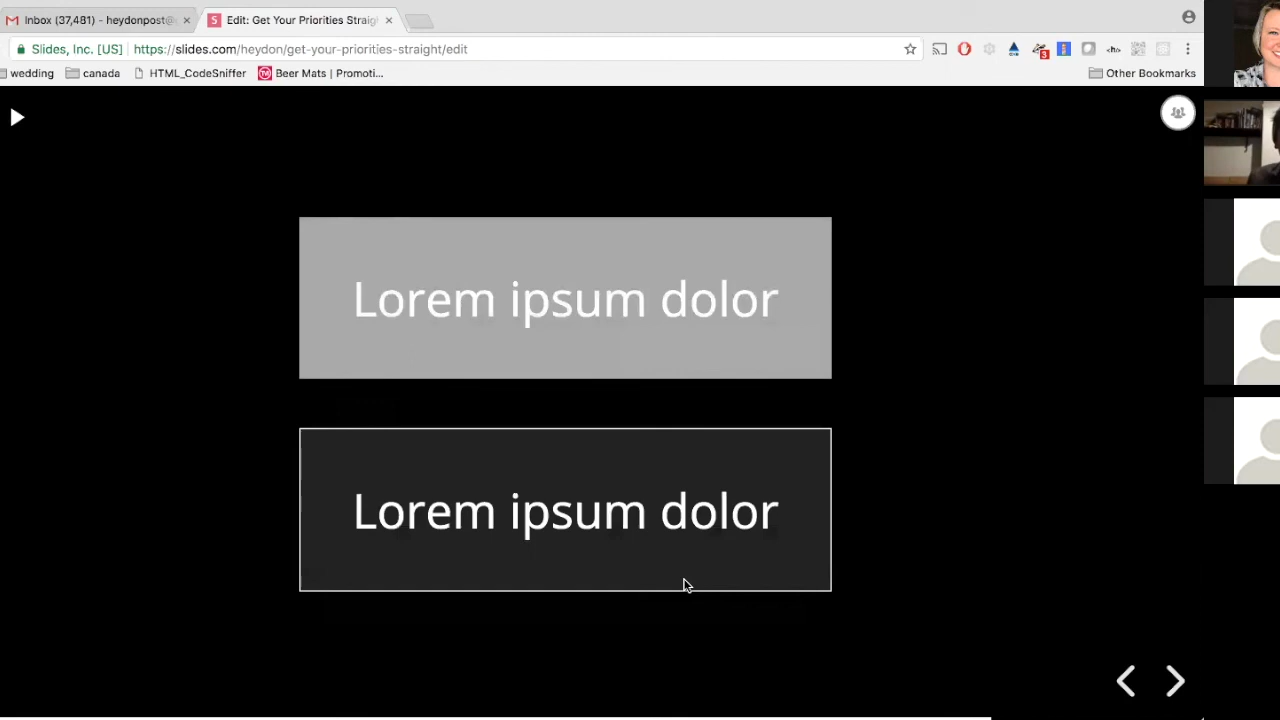 Inbox (37,481) - heydonpost@
Edit: Get Your Priorities Straig
Slides, Inc. [US]
https://slides.com/heydon/get-your-priorities-straight/edit
wedding
canada
HTML_CodeSniffer
Beer Mats | Promoti...
Other Bookmarks
Lorem ipsum dolor
Lorem ipsum dolor